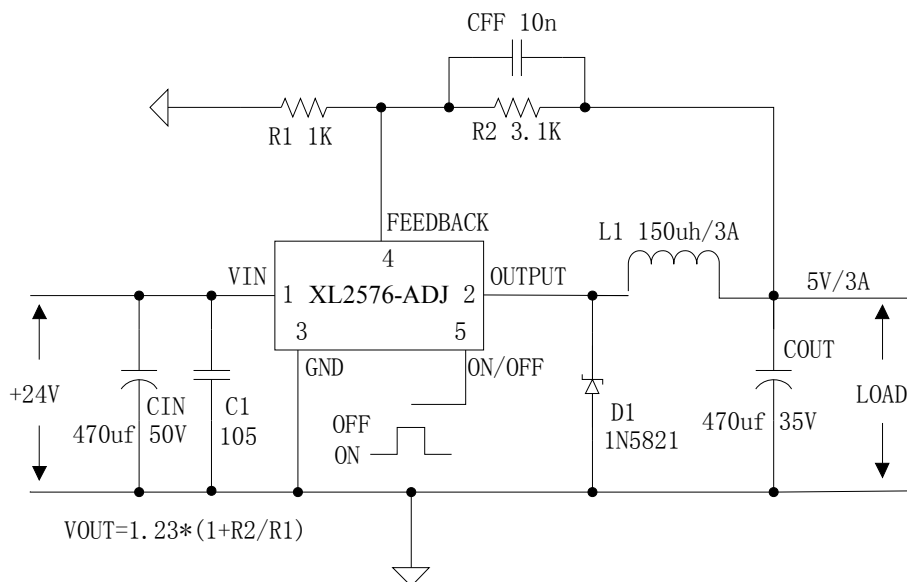 CFF 10n
R1 1K
R2 3.1K
FEEDBACK
L1 150uh/3A
4
VIN
OUTPUT
5V/3A
1 XL2576-ADJ 2
3
5
GND
ON/OFF
COUT
+24V
CIN
C1
D1
LOAD
470uf 50V
105
OFF
1N5821
470uf 35V
ON
VOUT=1.23*(1+R2/R1)